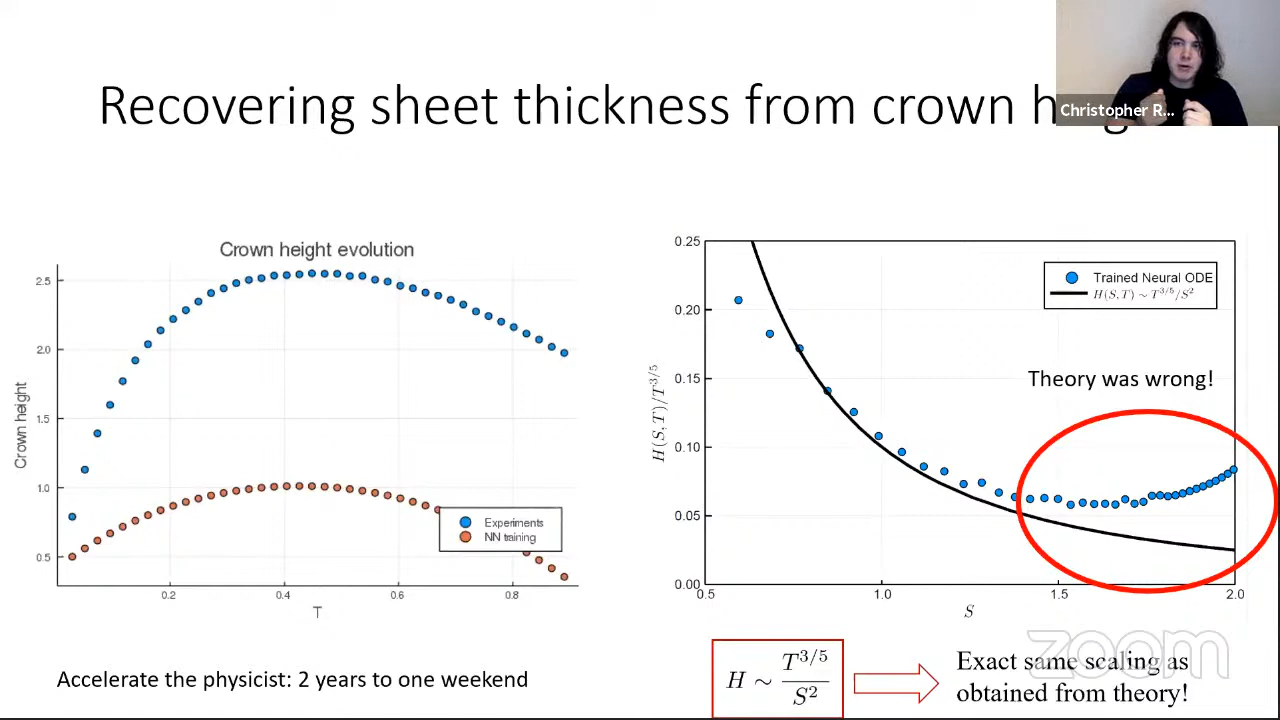 Recovering sheet thickness from crown
Christopher R...
Crown height evolution
Crown height
2.5
2.0
1.5
1.0
0.5
0.2
0.4
0.6
0.8
T
Experiments
NN training
0.25
0.20
0.15
0.10
0.05
0.00
0.5
1.0
1.5
2.0
H(S,T)/T^{3/5}
S
Trained Neural ODE
H(S,T) ∼ T^{3/5}/S^2
Theory was wrong!
Accelerate the physicist: 2 years to one weekend
H ∼ T^{3/5}/S^2
Exact same scaling as
obtained from theory!
zoom